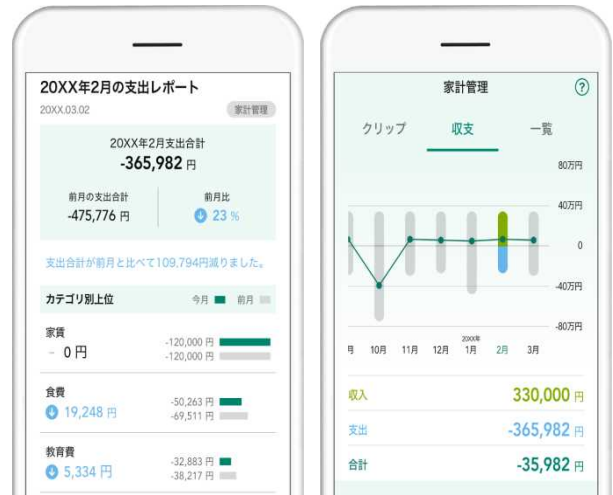 20XX年2月の支出レポート
20XX.03.02
家計管理
20XX年2月支出合計
-365,982 円
前月の支出合計
前月比
-475,776 円
23 %
支出合計が前月と比べて109,794円減りました。
カテゴリ別上位
今月
前月
家賃
- 0 円
-120,000 円
-120,000 円
食費
19,248 円
-50,263 円
-69,511 円
教育費
5,334 円
-32,883 円
-38,217 円
家計管理
?
クリップ
収支
一覧
80万円
40万円
0
-40万円
-80万円
20XX年
月 10月 11月 12月 1月 2月 3月
収入
330,000 円
支出
-365,982 円
合計
-35,982 円